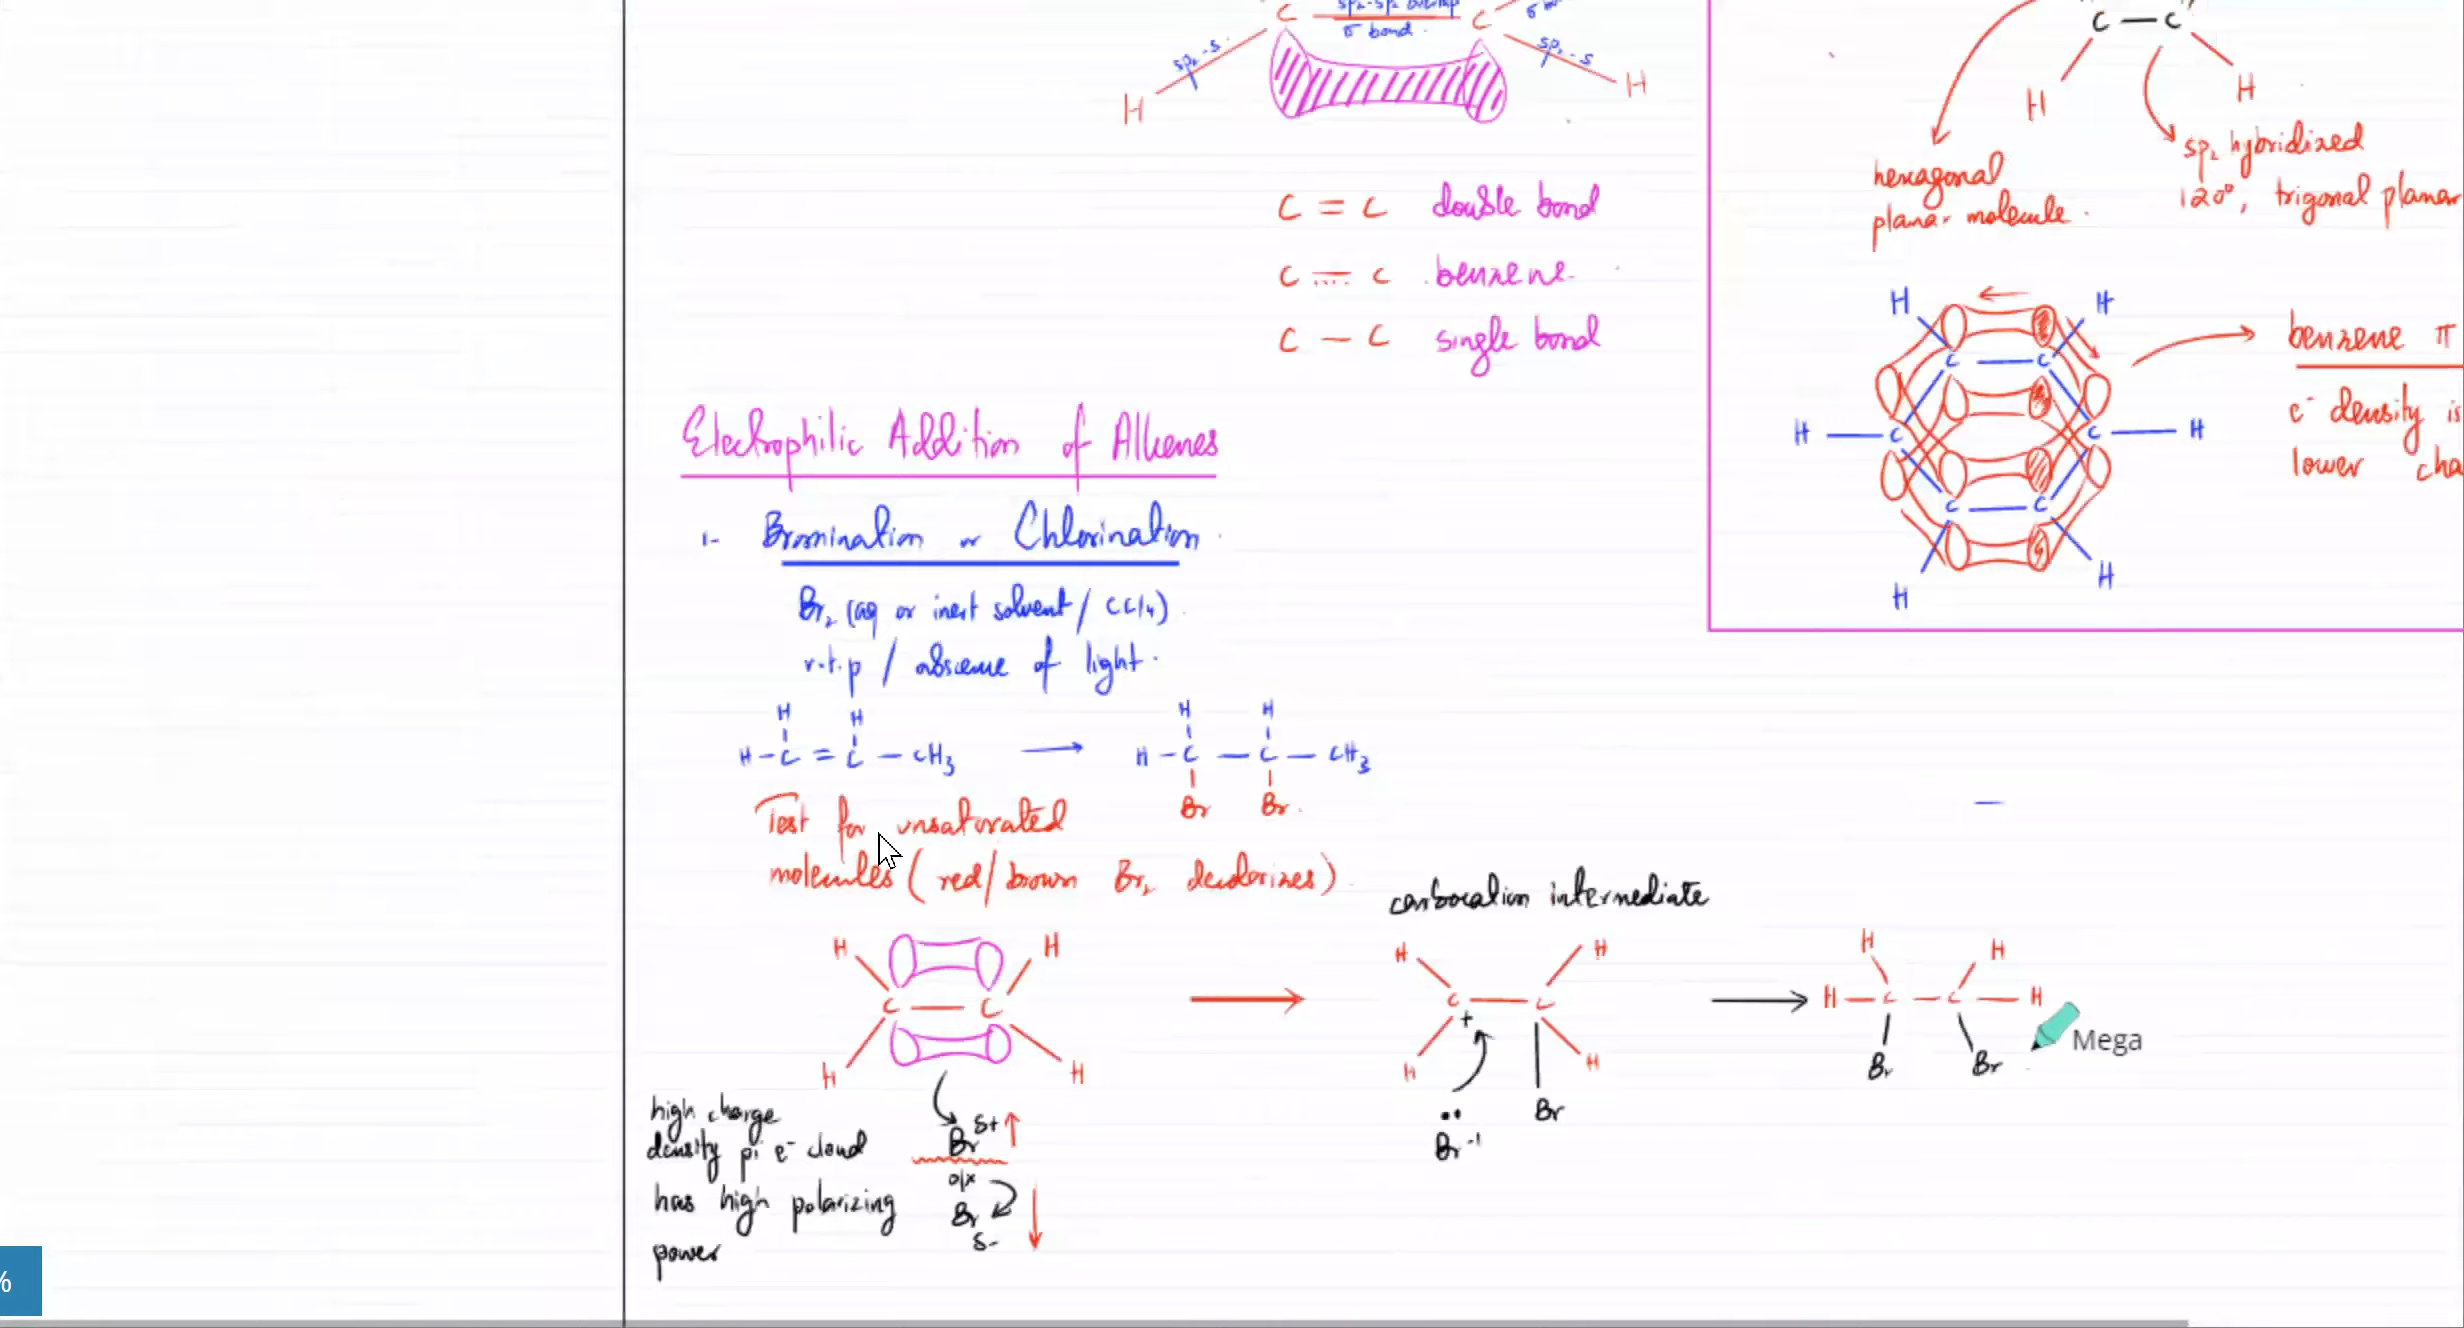 C sp₂-sp₂ overlap C
σ bond
sp₂-s
sp₂-s
H
H
C = C double bond
C C benzene
C - C single bond
Electrophilic Addition of Alkenes
1- Bromination or Chlorination
Br₂ (aq or inert solvent / CCl₄)
r.t.p / absence of light.
H H
H-C = C - CH₃
H H
H - C - C - CH₃
Br Br
Test for unsaturated
molecules (red/brown Br₂ decolorizes)
H H
C - C
H H
high charge
density pi e⁻ cloud
has high polarizing
power
Br δ+
o/x
Br
δ-
carbocation intermediate
H H
C - C
+
H H
Br⁻¹
Br
H H
H - C - C - H
Br Br
Mega
C - C
H H
sp₂ hybridized
120°, trigonal planar
hexagonal
planar molecule.
H H
C - C
H - C C - H
C - C
H H
benzene π
e⁻ density is
lower cha
%